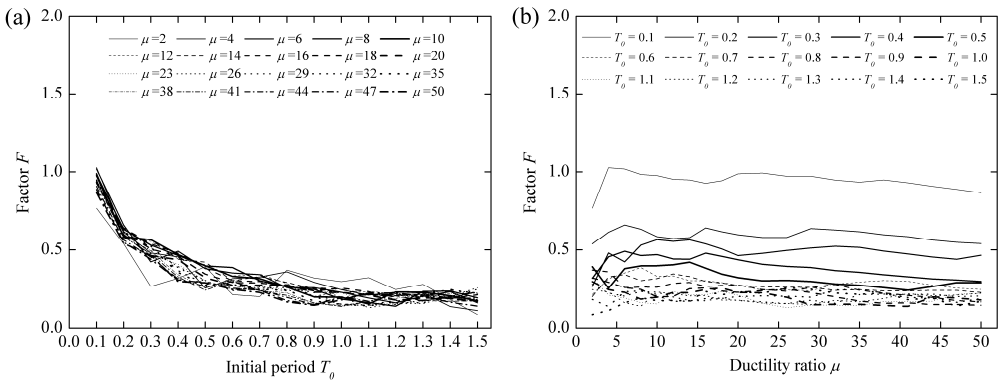 (a)
2.0
1.5
1.0
0.5
0.0
Factor F
μ=2 μ=4 μ=6 μ=8 μ=10
μ=12 μ=14 μ=16 μ=18 μ=20
μ=23 μ=26 μ=29 μ=32 μ=35
μ=38 μ=41 μ=44 μ=47 μ=50
0.0 0.1 0.2 0.3 0.4 0.5 0.6 0.7 0.8 0.9 1.0 1.1 1.2 1.3 1.4 1.5
Initial period T₀
(b)
2.0
1.5
1.0
0.5
0.0
Factor F
T₀ = 0.1 T₀ = 0.2 T₀ = 0.3 T₀ = 0.4 T₀ = 0.5
T₀ = 0.6 T₀ = 0.7 T₀ = 0.8 T₀ = 0.9 T₀ = 1.0
T₀ = 1.1 T₀ = 1.2 T₀ = 1.3 T₀ = 1.4 T₀ = 1.5
0 5 10 15 20 25 30 35 40 45 50
Ductility ratio μ